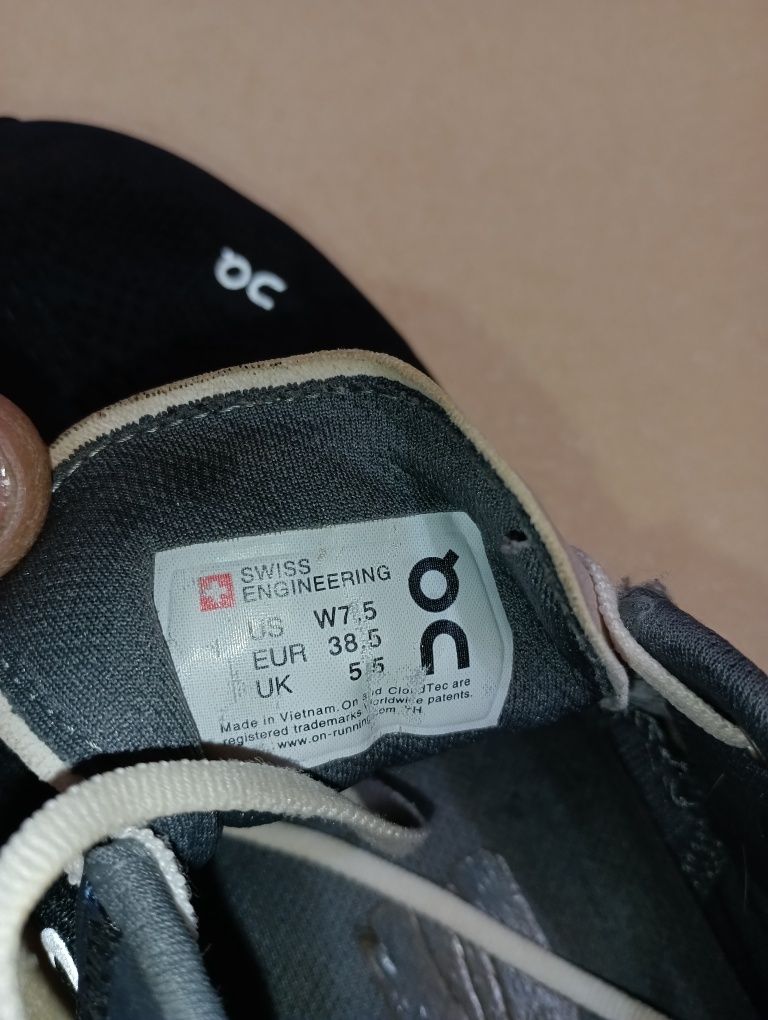 SWISS
ENGINEERING
US W7.5
EUR 38.5
UK 5.5
Made in Vietnam. On and CloudTec are
registered trademarks Worldwide patents.
www.on-running.com